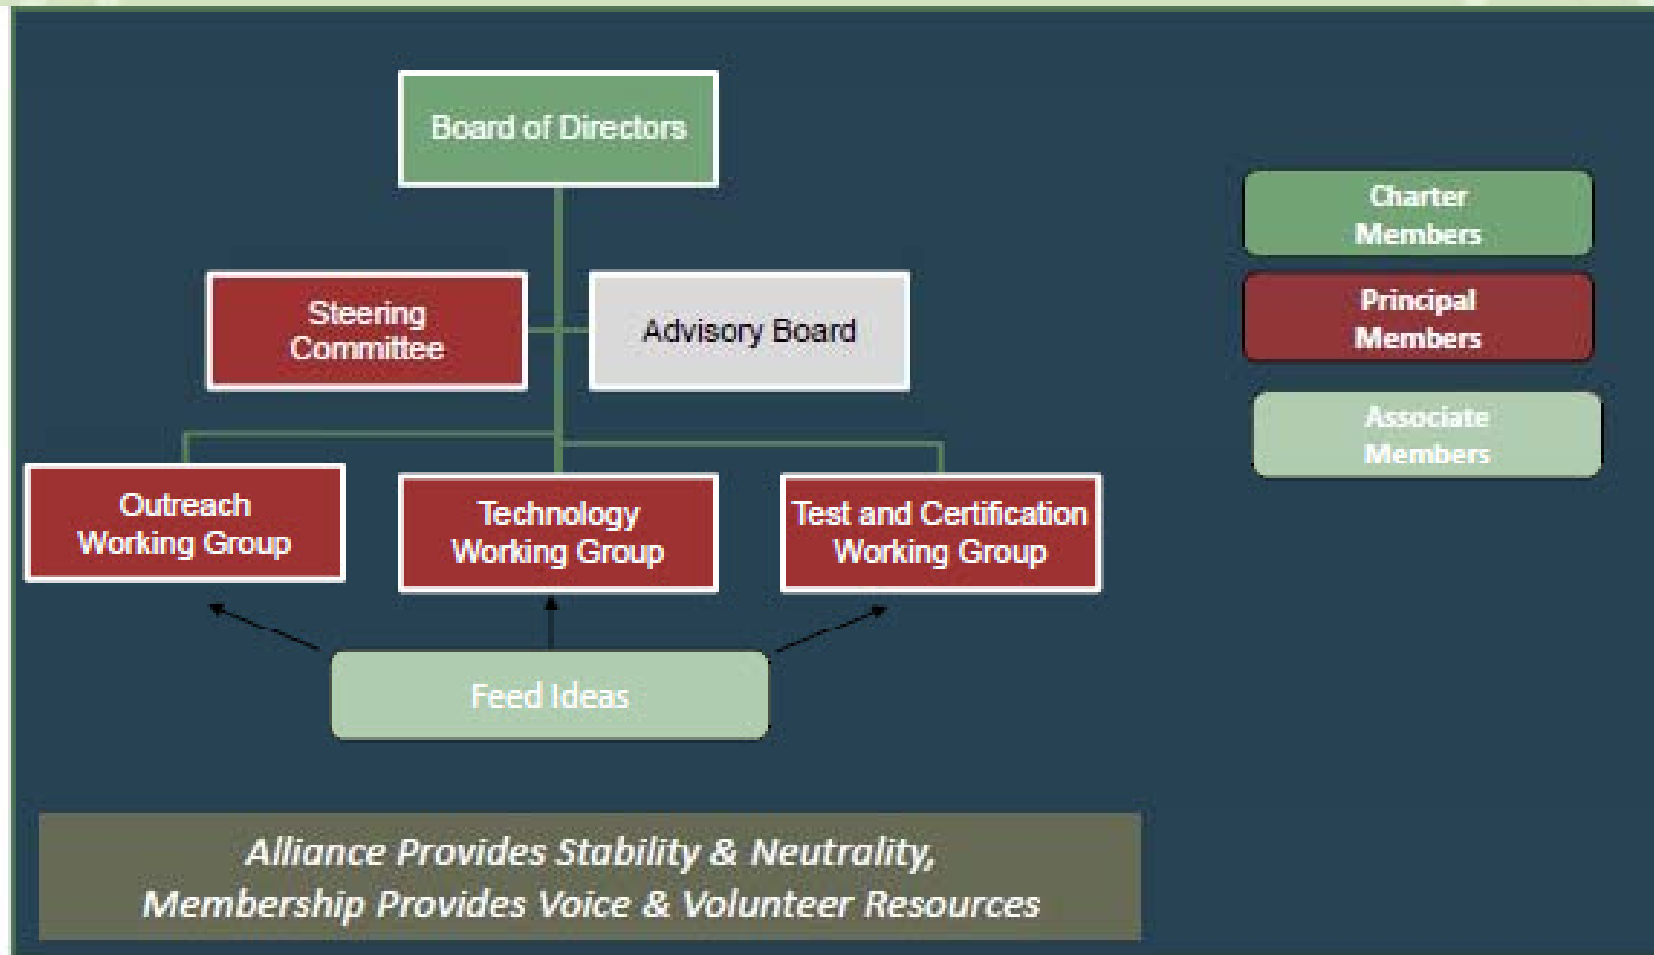 Board of Directors
Charter
Members
Steering
Committee
Advisory Board
Principal
Members
Associate
Members
Outreach
Working Group
Technology
Working Group
Test and Certification
Working Group
Feed Ideas
Alliance Provides Stability & Neutrality,
Membership Provides Voice & Volunteer Resources